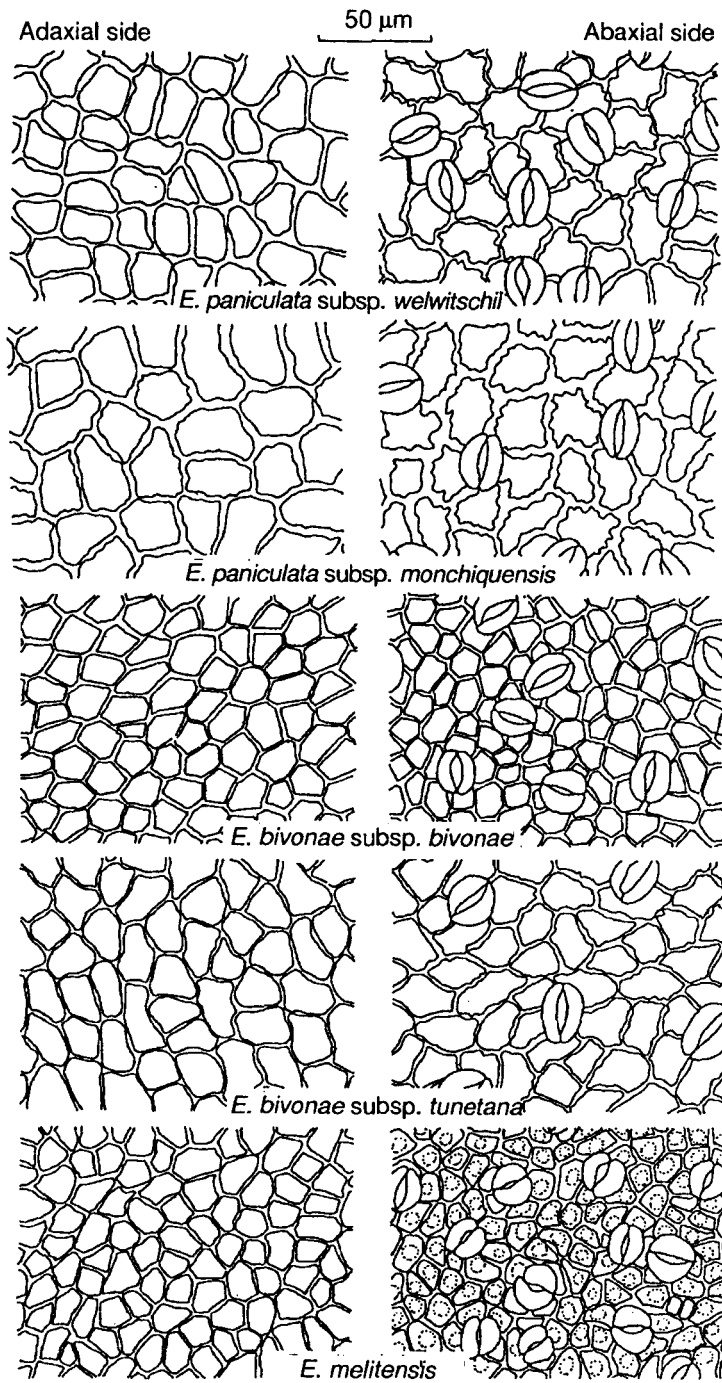 50 µm
Adaxial side Abaxial side
E. paniculata subsp. welwitschii
E. paniculata subsp. monchiquensis
E. bivonae subsp. bivonae
E. bivonae subsp. tunetana
E. melitensis